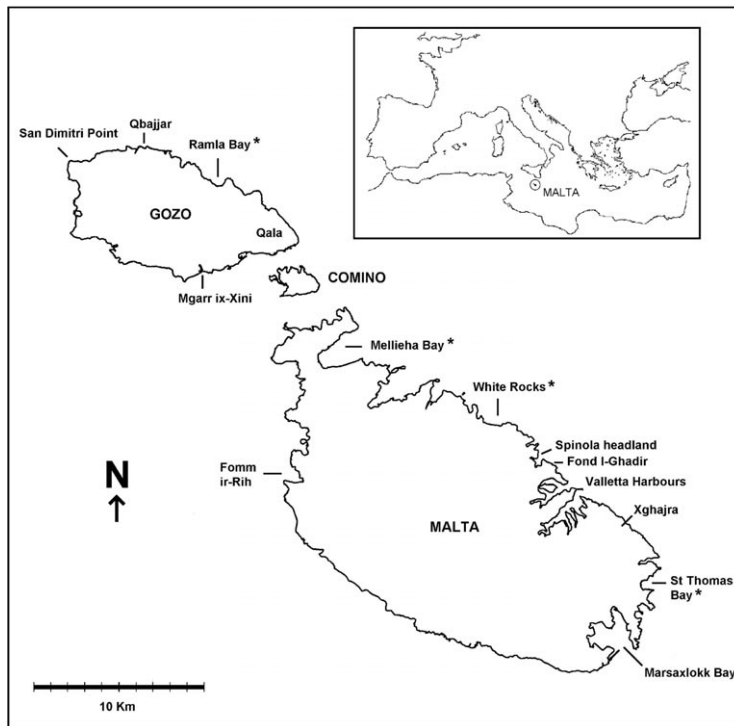 Qbajjar
San Dimitri Point
Ramla Bay *
GOZO
Qala
Mgarr ix-Xini
COMINO
MALTA
Mellieha Bay *
White Rocks *
Spinola headland
Fond l-Ghadir
Fomm
ir-Rih
Valletta Harbours
Xghajra
MALTA
St Thomas
Bay *
Marsaxlokk Bay
N
10 Km